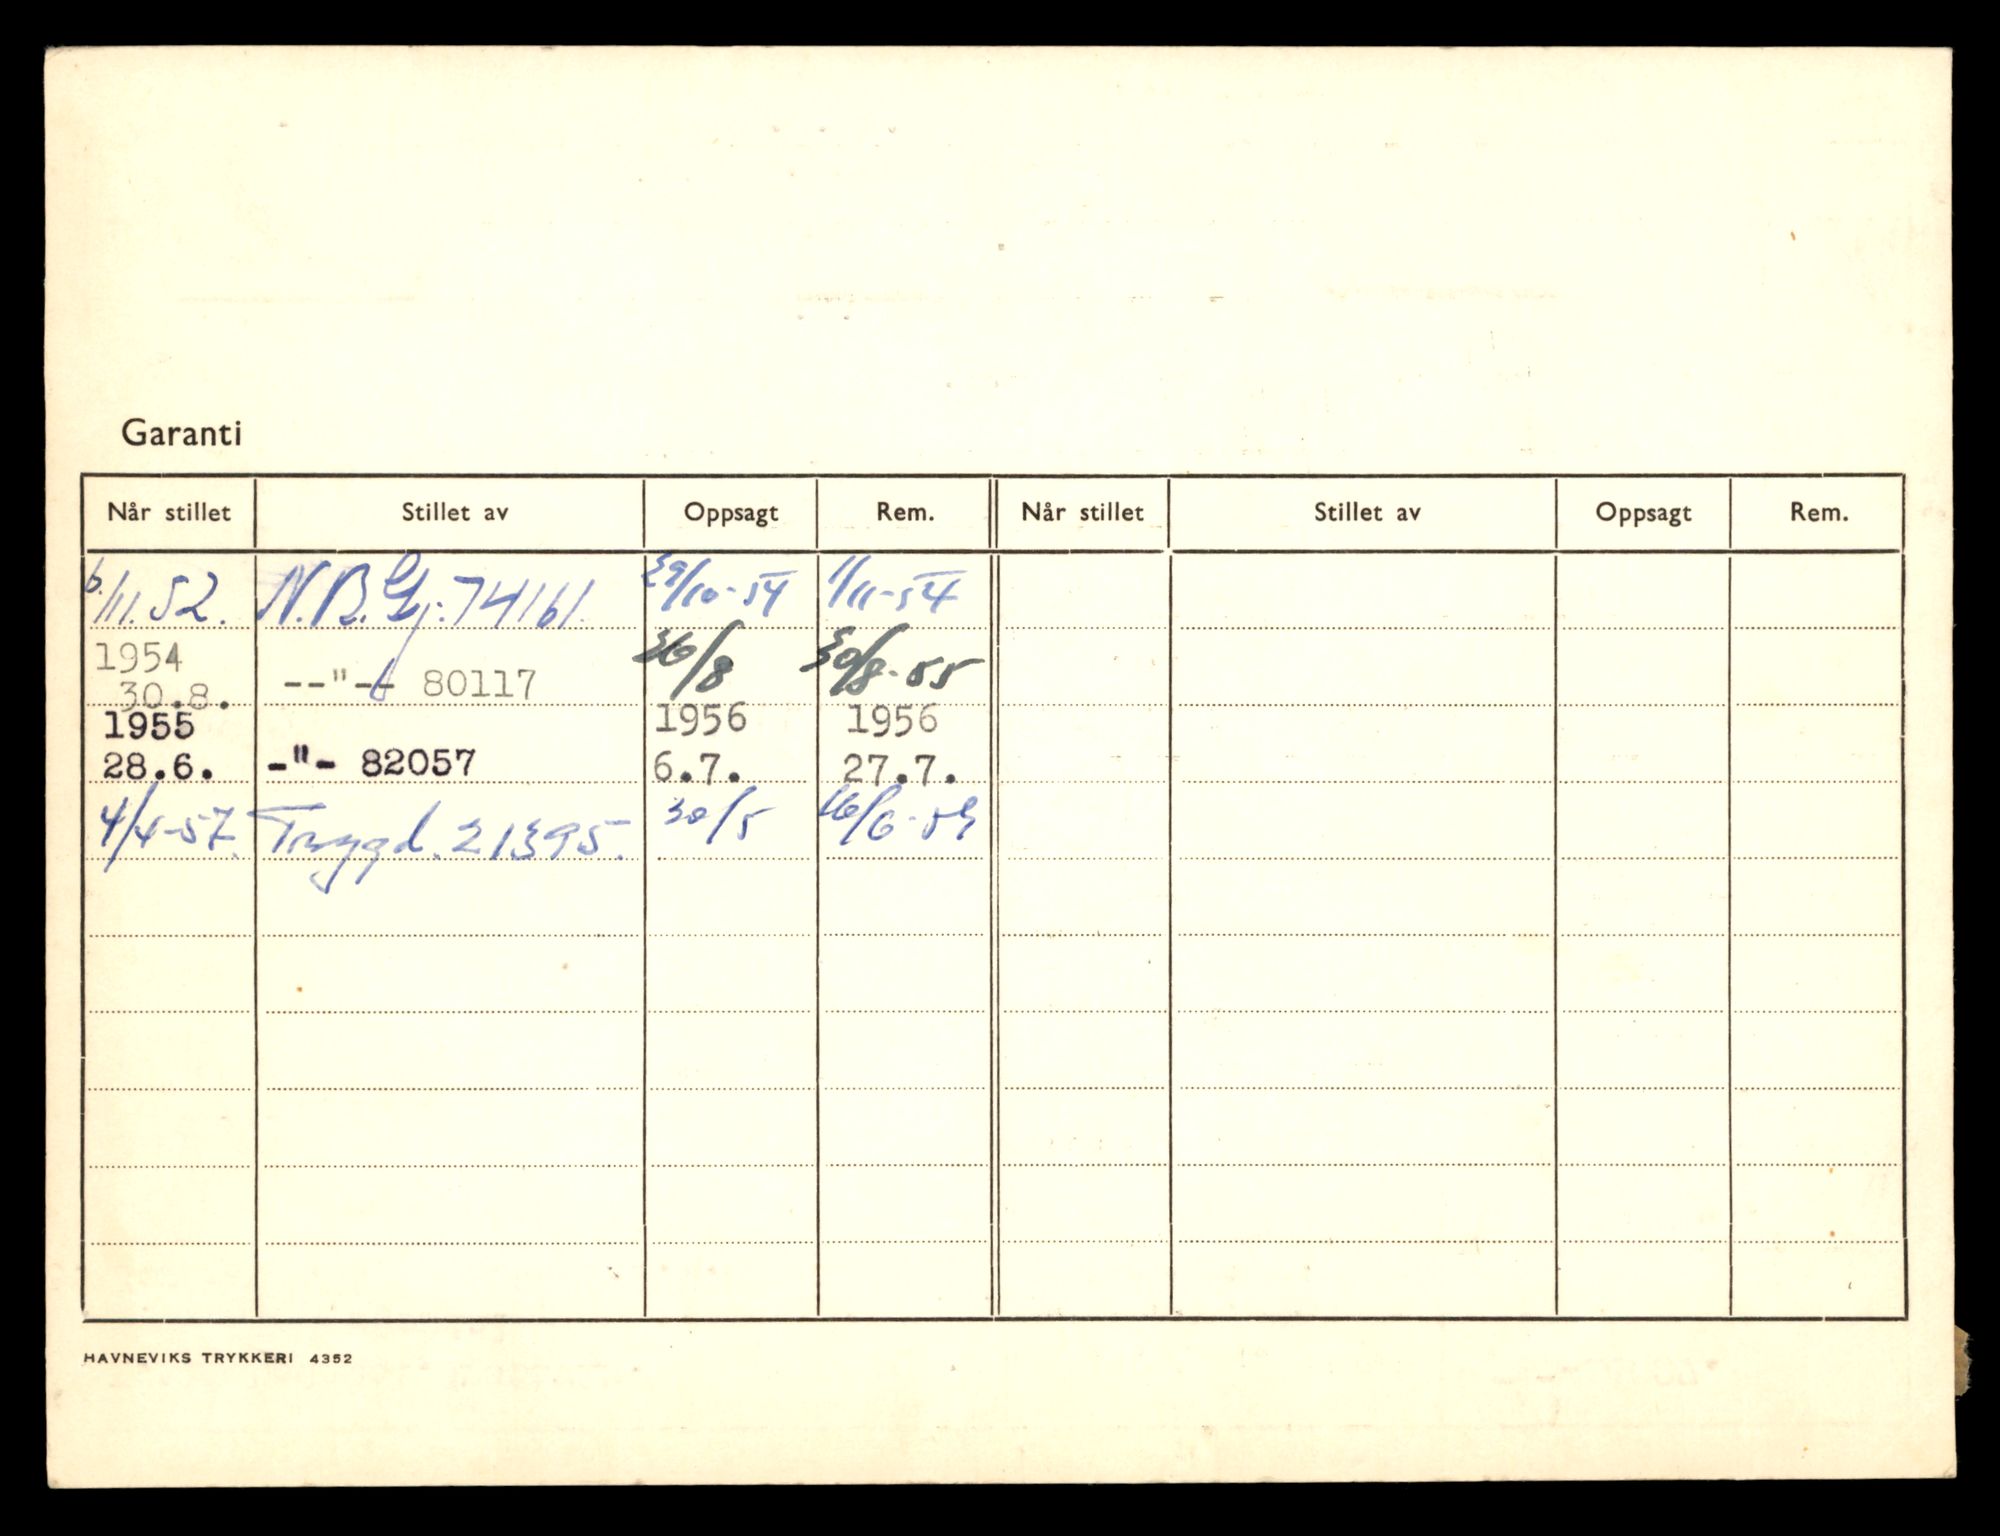 Garanti
Når stillet Stillet av Oppsagt Rem. Når stillet Stillet av Oppsagt Rem.
6/11.52. N.B.Gj. 74161. 29/10-54 1/11-54
1954
30.8. --"-- 80117 26/8 30/8-55
1955 1956 1956
28.6. -"- 82057 6.7. 27.7.
4/4-57. Trygd. 21395. 30/5 16/6-59
HAVNEVIKS TRYKKERI 4352